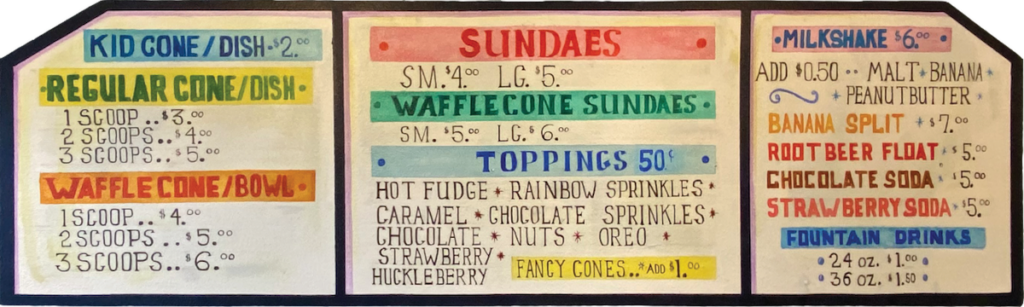 KID CONE/DISH • $2.00
• REGULAR CONE/DISH •
1 SCOOP .. $3.00
2 SCOOPS .. $4.00
3 SCOOPS .. $5.00
WAFFLE CONE/BOWL •
1 SCOOP .. $4.00
2 SCOOPS .. $5.00
3 SCOOPS .. $6.00
• SUNDAES •
SM. $4.00 LG. $5.00
• WAFFLECONE SUNDAES •
SM. $5.00 LG. $6.00
• TOPPINGS 50¢ •
HOT FUDGE • RAINBOW SPRINKLES •
CARAMEL * CHOCOLATE SPRINKLES *
CHOCOLATE * NUTS * OREO *
STRAWBERRY *
HUCKLEBERRY
FANCY CONES..* ADD $1.00
• MILKSHAKE $6.00 •
ADD $0.50 •• MALT • BANANA •
• PEANUTBUTTER •
BANANA SPLIT • $7.00
ROOT BEER FLOAT • $5.00
CHOCOLATE SODA • $5.00
STRAWBERRY SODA • $5.00
FOUNTAIN DRINKS
• 24 oz. $1.00 •
• 36 oz. $1.50 •